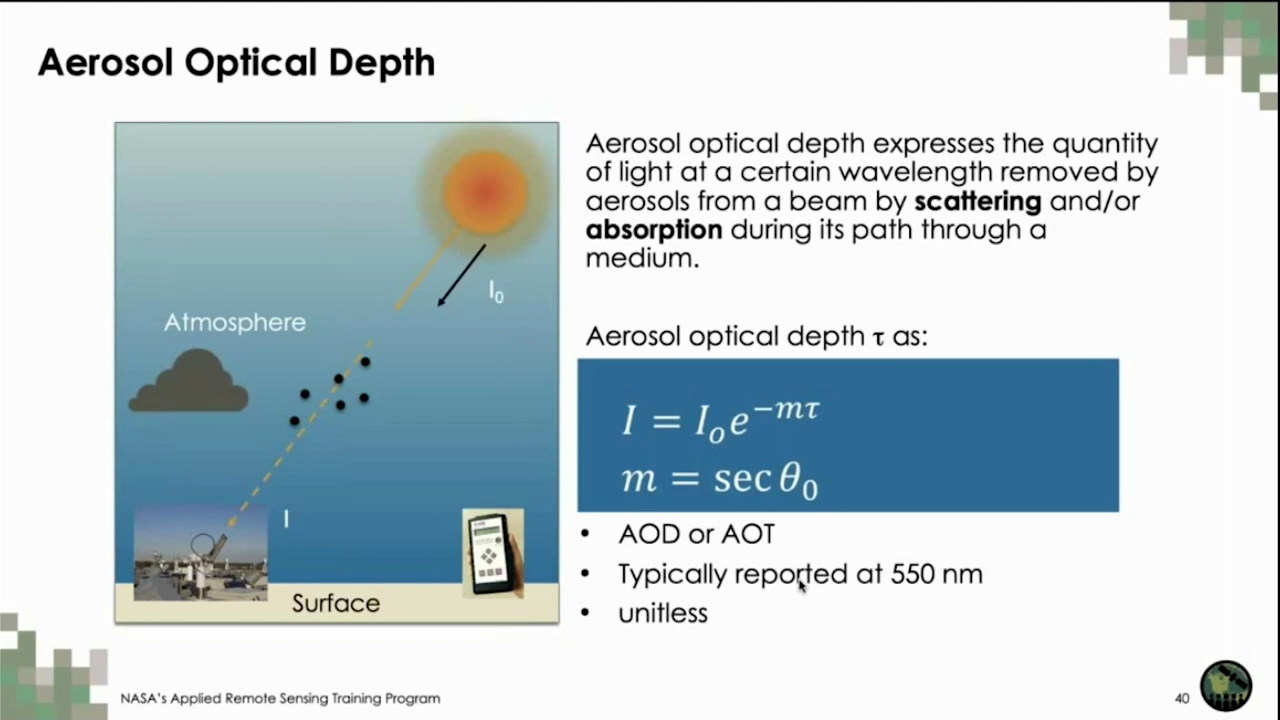 Aerosol Optical Depth
Aerosol optical depth expresses the quantity
of light at a certain wavelength removed by
aerosols from a beam by scattering and/or
absorption during its path through a
medium.
I₀
Atmosphere
Aerosol optical depth τ as:
I = Iₒe^{−mτ}
m = sec θ₀
I
Surface
• AOD or AOT
• Typically reported at 550 nm
• unitless
NASA's Applied Remote Sensing Training Program
40